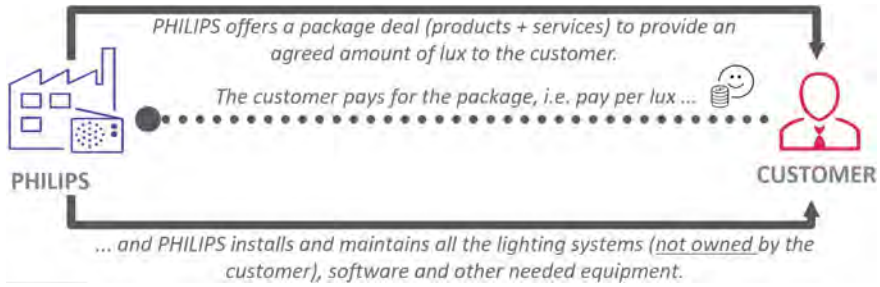 PHILIPS offers a package deal (products + services) to provide an
agreed amount of lux to the customer.
The customer pays for the package, i.e. pay per lux ...
PHILIPS
CUSTOMER
... and PHILIPS installs and maintains all the lighting systems (not owned by the
customer), software and other needed equipment.